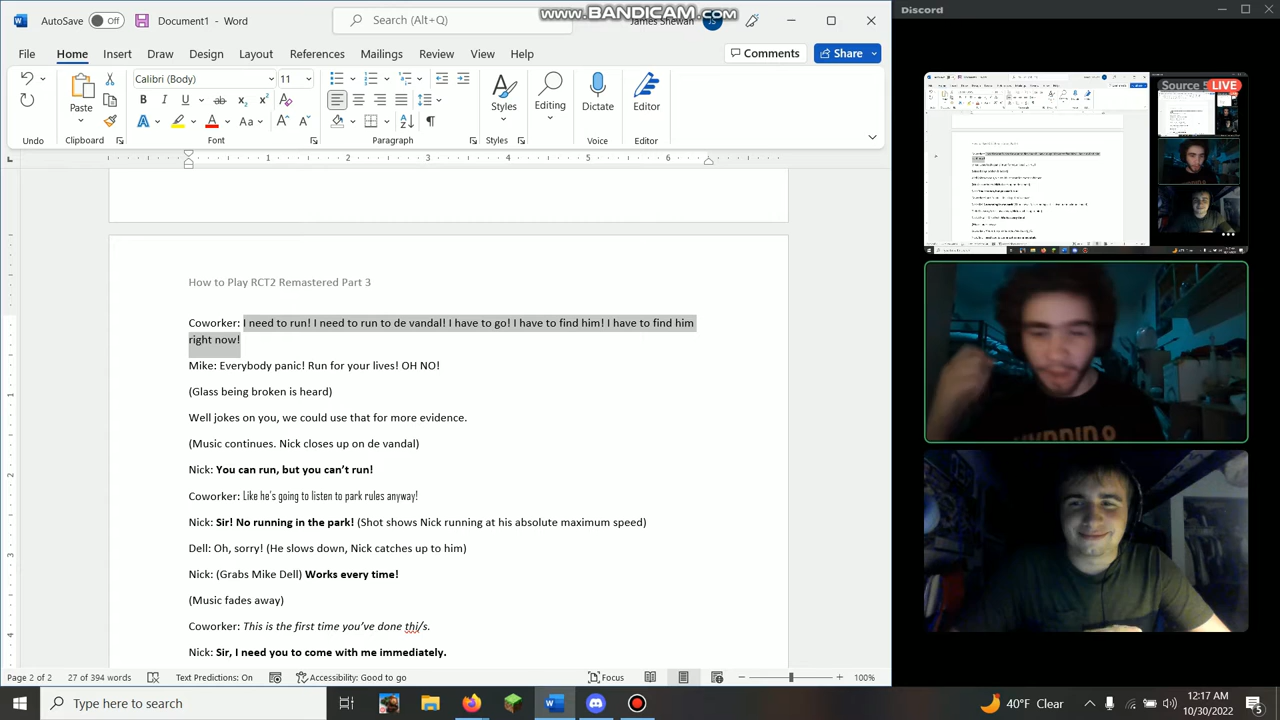 AutoSave Off Document1 - Word Search (Alt+Q) James Shewan JS
www.BANDICAM.com
File Home Insert Draw Design Layout References Mailings Review View Help Comments Share
Calibri (Body) 11
Paste Styles Editing Dictate Editor
Undo Clipboard Font Paragraph Styles Voice Editor
How to Play RCT2 Remastered Part 3
Coworker: I need to run! I need to run to de vandal! I have to go! I have to find him! I have to find him
right now!
Mike: Everybody panic! Run for your lives! OH NO!
(Glass being broken is heard)
Well jokes on you, we could use that for more evidence.
(Music continues. Nick closes up on de vandal)
Nick: You can run, but you can’t run!
Coworker: Like he’s going to listen to park rules anyway!
Nick: Sir! No running in the park! (Shot shows Nick running at his absolute maximum speed)
Dell: Oh, sorry! (He slows down, Nick catches up to him)
Nick: (Grabs Mike Dell) Works every time!
(Music fades away)
Coworker: This is the first time you’ve done thi/s.
Nick: Sir, I need you to come with me immediately.
Page 2 of 2 27 of 394 words Text Predictions: On Accessibility: Good to go Focus 100%
Type here to search 40°F Clear 12:17 AM
10/30/2022 5
Discord
LIVE